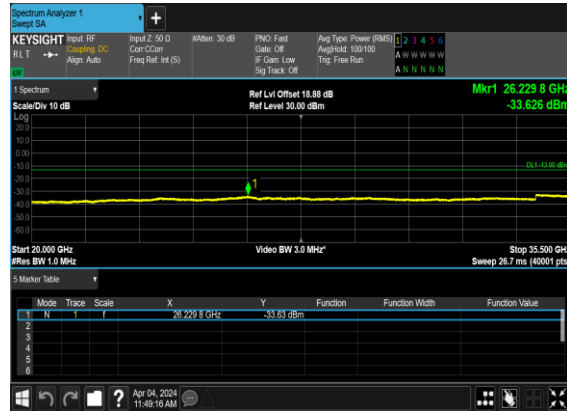 Spectrum Analyzer 1
Swept SA
+
KEYSIGHT Input: RF Input Z: 50 Ω #Atten: 30 dB PNO: Fast Avg Type: Power (RMS) 1 2 3 4 5 6
RLT Coupling: DC Corr CCorr Gate: Off Avg|Hold: 100/100 A W W W W W
Align: Auto Freq Ref: Int (S) IF Gain: Low Trig: Free Run
Sig Track: Off A N N N N N
1 Spectrum Ref Lvl Offset 18.88 dB Mkr1 26.229 8 GHz
Scale/Div 10 dB Ref Level 30.00 dBm -33.626 dBm
Log
20.0
10.0
0.00
-10.0 DL1 -13.00 dBm
-20.0
-30.0 1
-40.0
-50.0
-60.0
Start 20.000 GHz Video BW 3.0 MHz* Stop 35.500 GHz
#Res BW 1.0 MHz Sweep 26.7 ms (40001 pts)
5 Marker Table
Mode Trace Scale X Y Function Function Width Function Value
1 N 1 f 26.229 8 GHz -33.63 dBm
2
3
4
5
6
? Apr 04, 2024
11:49:16 AM